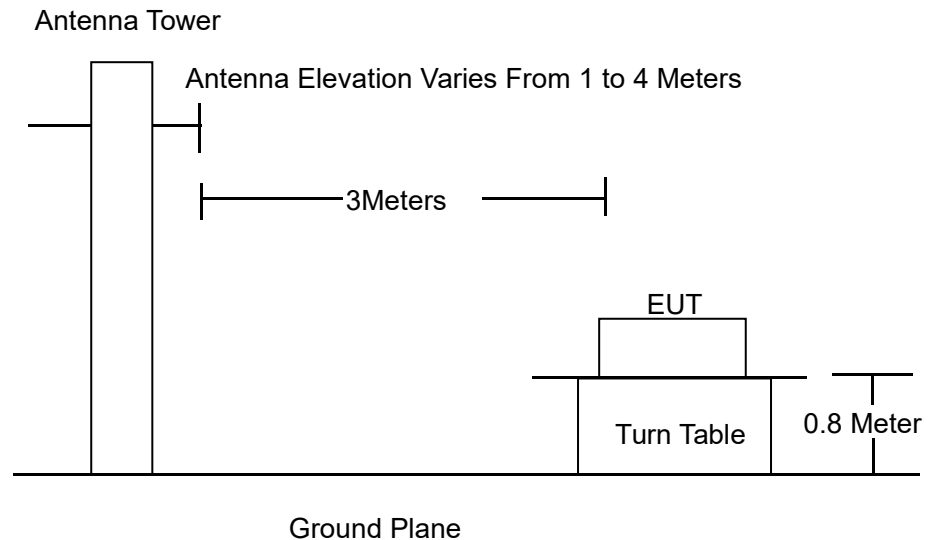 Antenna Tower
Antenna Elevation Varies From 1 to 4 Meters
3Meters
EUT
Turn Table
0.8 Meter
Ground Plane